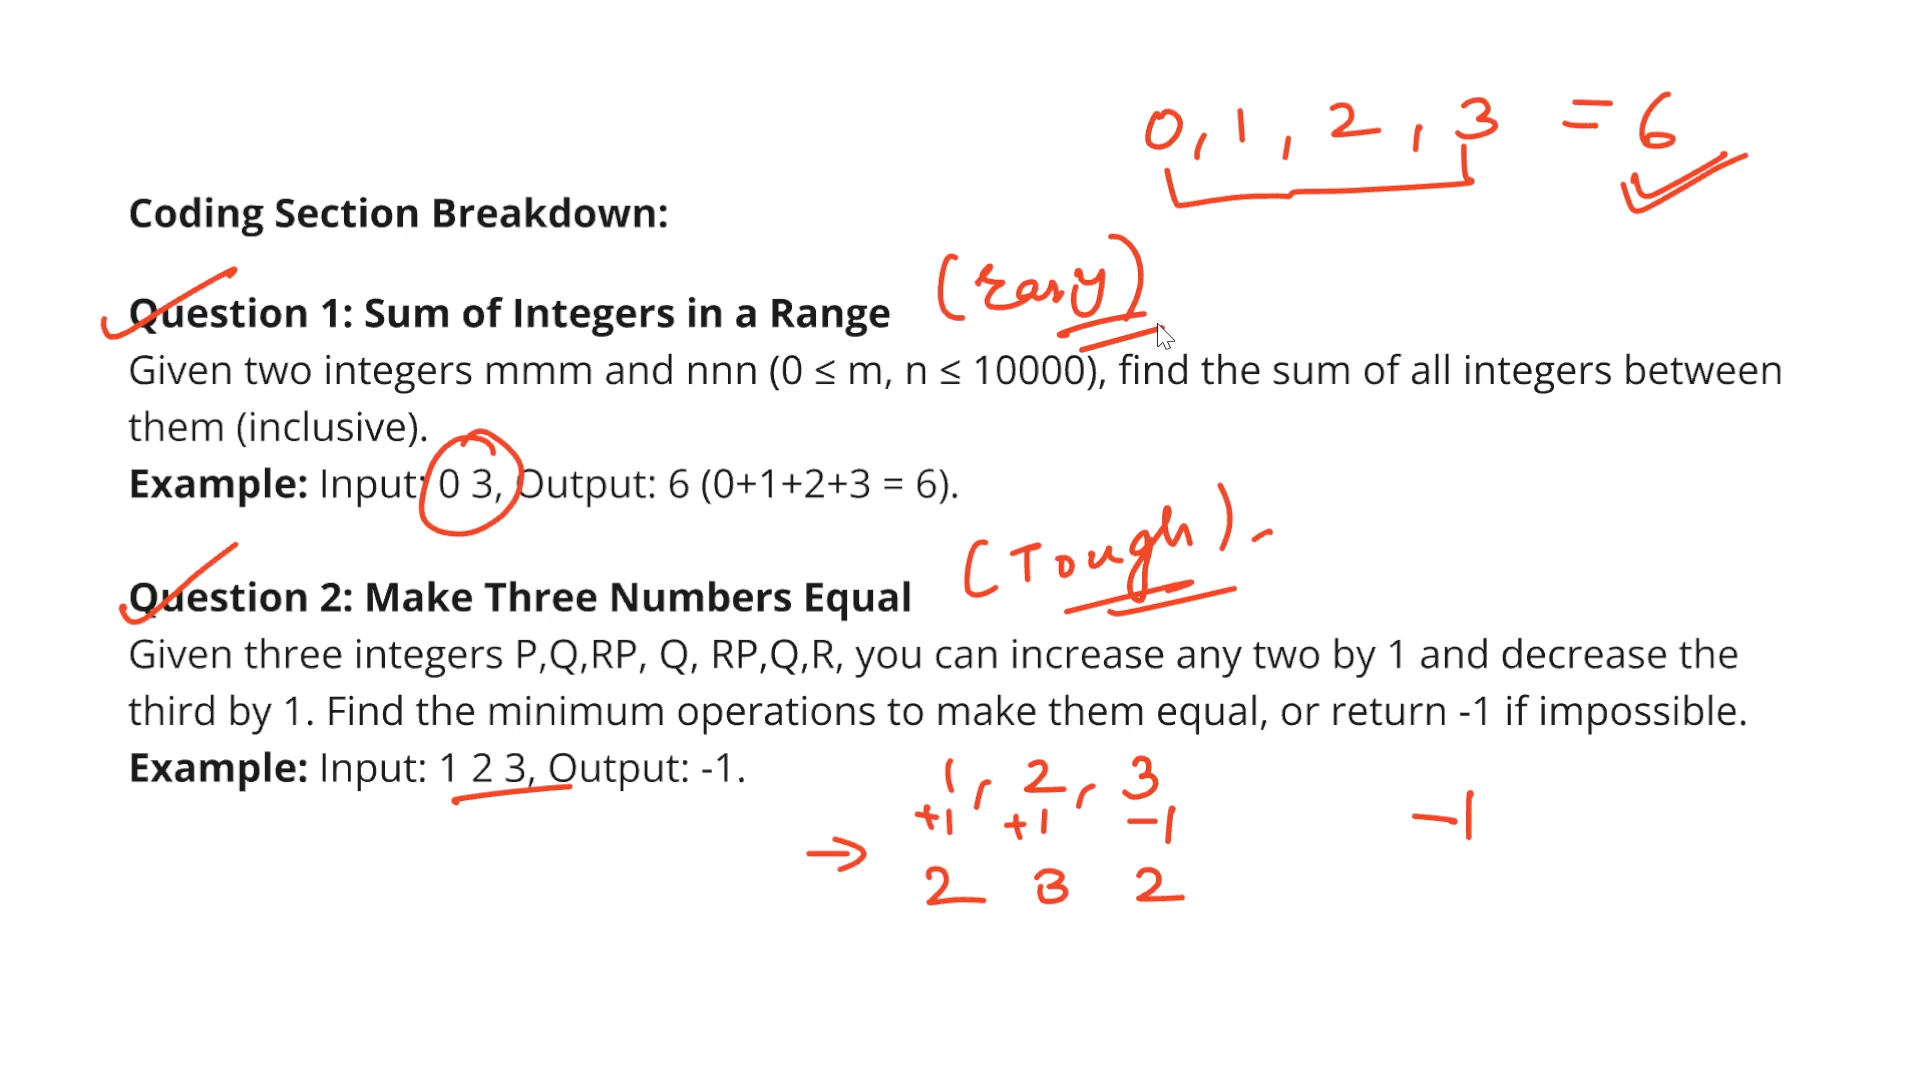 0, 1, 2, 3 = 6
Coding Section Breakdown:
(Easy)
Question 1: Sum of Integers in a Range
Given two integers mmm and nnn (0 ≤ m, n ≤ 10000), find the sum of all integers between
them (inclusive).
Example: Input: 0 3, Output: 6 (0+1+2+3 = 6).
(Tough).
Question 2: Make Three Numbers Equal
Given three integers P,Q,RP, Q, RP,Q,R, you can increase any two by 1 and decrease the
third by 1. Find the minimum operations to make them equal, or return -1 if impossible.
Example: Input: 1 2 3, Output: -1.
1, 2, 3
+1 +1 -1
-1
→ 2 3 2